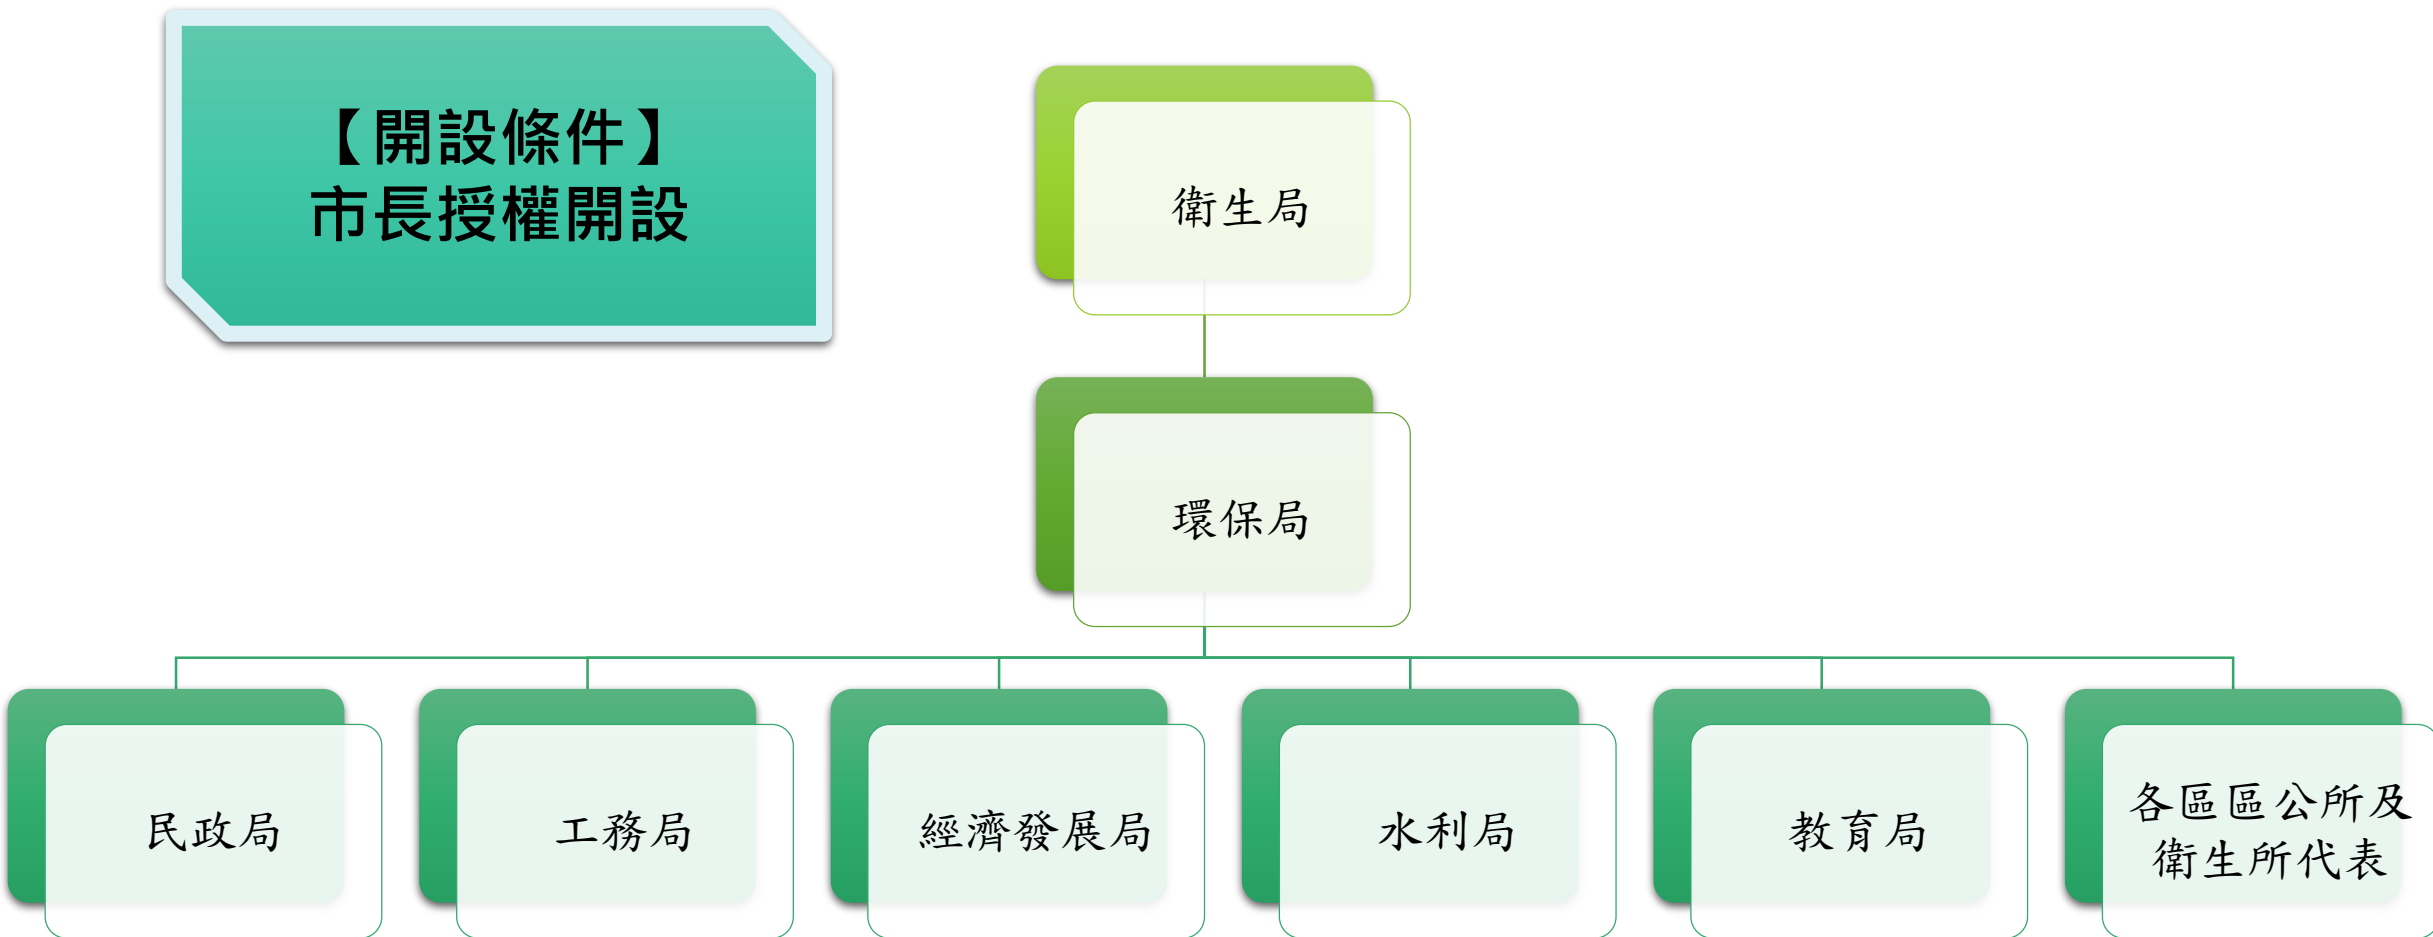 【開設條件】
市長授權開設
衛生局
環保局
民政局
工務局
經濟發展局
水利局
教育局
各區區公所及
衛生所代表